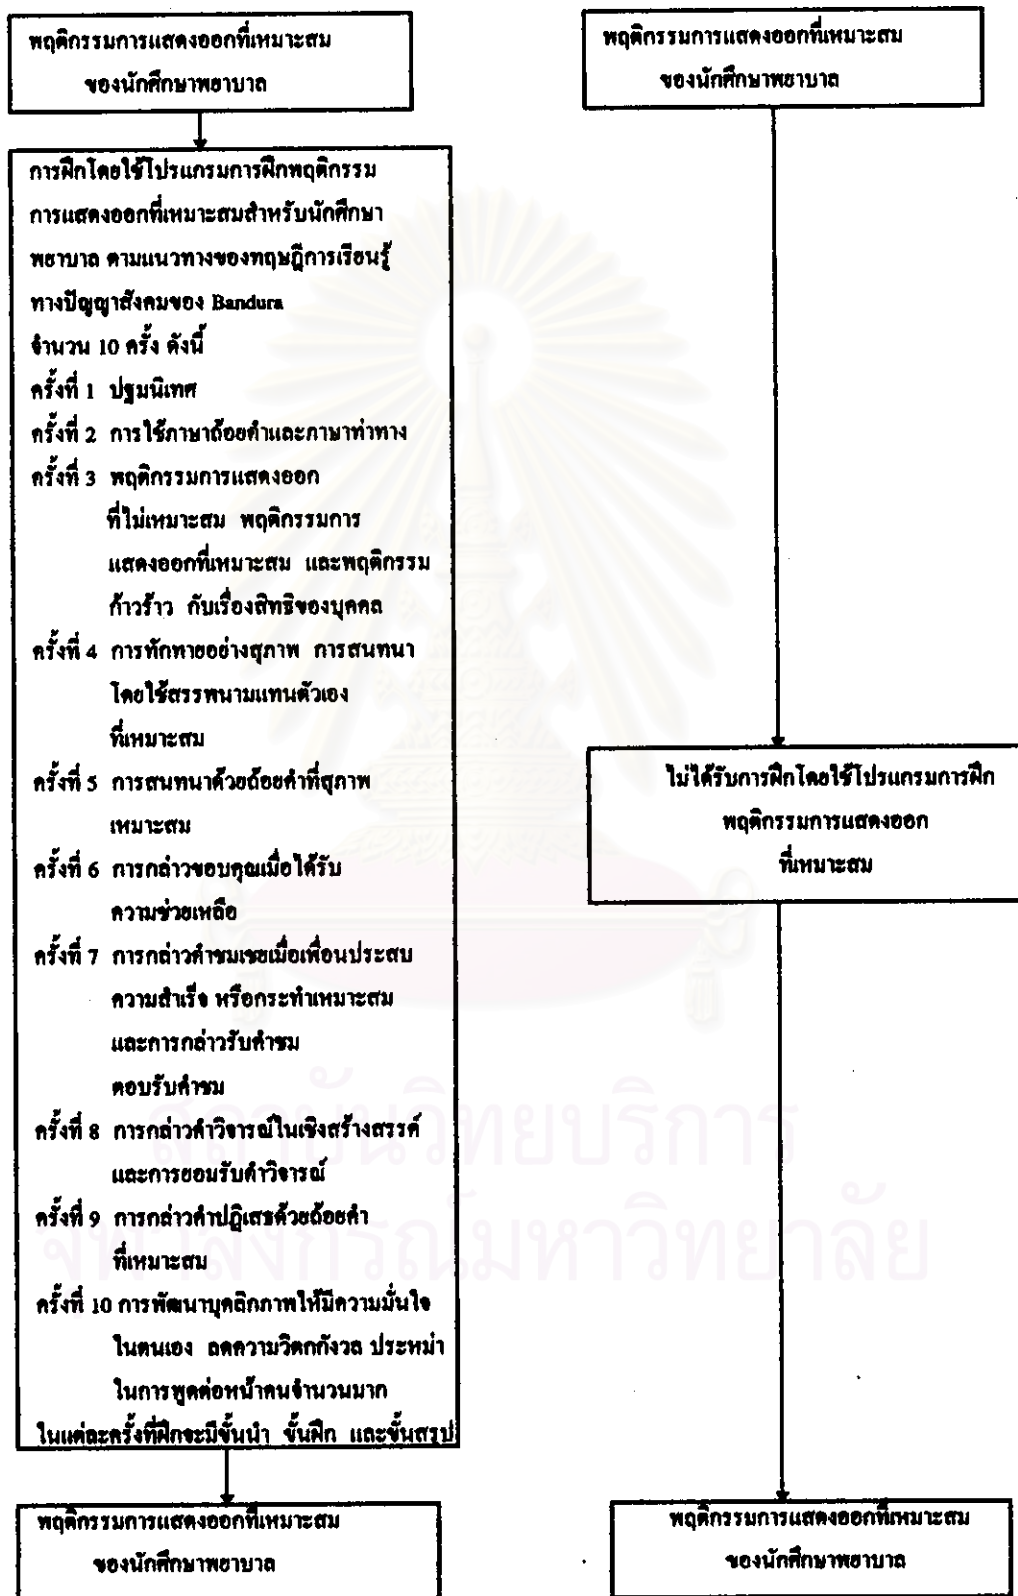 พฤติกรรมการแสดงออกที่เหมาะสม
ของนักศึกษาพยาบาล
การฝึกโดยใช้โปรแกรมการฝึกพฤติกรรม
การแสดงออกที่เหมาะสมสำหรับนักศึกษา
พยาบาล ตามแนวทางของทฤษฎีการเรียนรู้
ทางปัญญาสังคมของ Bandura
จำนวน 10 ครั้ง ดังนี้
ครั้งที่ 1 ปฐมนิเทศ
ครั้งที่ 2 การใช้ภาษาถ้อยคำและภาษาท่าทาง
ครั้งที่ 3 พฤติกรรมการแสดงออก
ที่ไม่เหมาะสม พฤติกรรมการ
แสดงออกที่เหมาะสม และพฤติกรรม
ก้าวร้าว กับเรื่องสิทธิของบุคคล
ครั้งที่ 4 การทักทายอย่างสุภาพ การสนทนา
โดยใช้สรรพนามแทนตัวเอง
ที่เหมาะสม
ครั้งที่ 5 การสนทนาด้วยถ้อยคำที่สุภาพ
เหมาะสม
ครั้งที่ 6 การกล่าวขอบคุณเมื่อได้รับ
ความช่วยเหลือ
ครั้งที่ 7 การกล่าวคำชมเชยเมื่อเพื่อนประสบ
ความสำเร็จ หรือกระทำเหมาะสม
และการกล่าวรับคำชม
ตอบรับคำชม
ครั้งที่ 8 การกล่าวคำวิจารณ์ในเชิงสร้างสรรค์
และการยอมรับคำวิจารณ์
ครั้งที่ 9 การกล่าวคำปฏิเสธด้วยถ้อยคำ
ที่เหมาะสม
ครั้งที่ 10 การพัฒนาบุคลิกภาพให้มีความมั่นใจ
ในตนเอง ลดความวิตกกังวล ประหม่า
ในการพูดต่อหน้าคนจำนวนมาก
ในแต่ละครั้งที่ฝึกจะมีขั้นนำ ขั้นฝึก และขั้นสรุป
พฤติกรรมการแสดงออกที่เหมาะสม
ของนักศึกษาพยาบาล
พฤติกรรมการแสดงออกที่เหมาะสม
ของนักศึกษาพยาบาล
ไม่ได้รับการฝึกโดยใช้โปรแกรมการฝึก
พฤติกรรมการแสดงออก
ที่เหมาะสม
พฤติกรรมการแสดงออกที่เหมาะสม
ของนักศึกษาพยาบาล
สถาบันวิทยบริการ
จุฬาลงกรณ์มหาวิทยาลัย